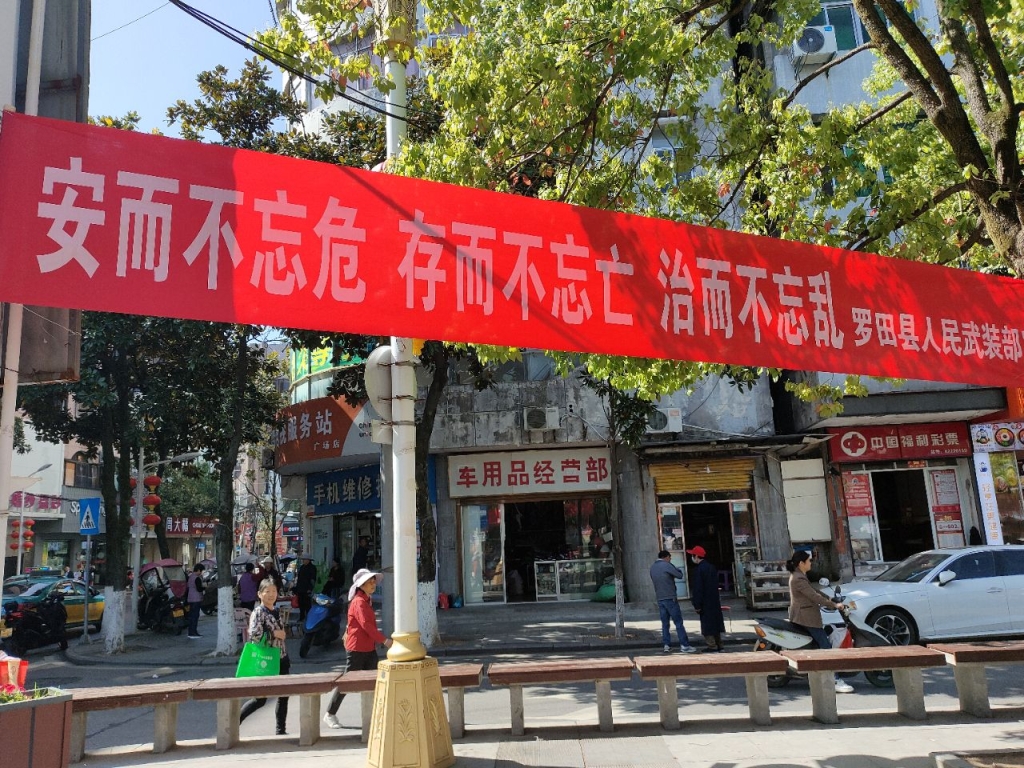 安而不忘危 存而不忘亡 治而不忘乱 罗田县人民武装部
服务站
广场店
手机维修
车用品经营部
中国福利彩票